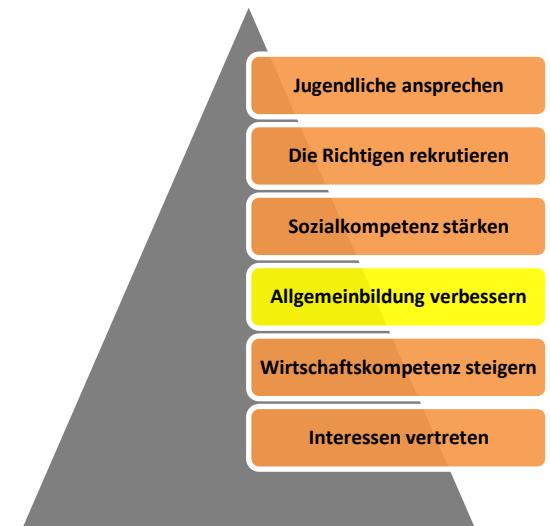 Jugendliche ansprechen
Die Richtigen rekrutieren
Sozialkompetenz stärken
Allgemeinbildung verbessern
Wirtschaftskompetenz steigern
Interessen vertreten